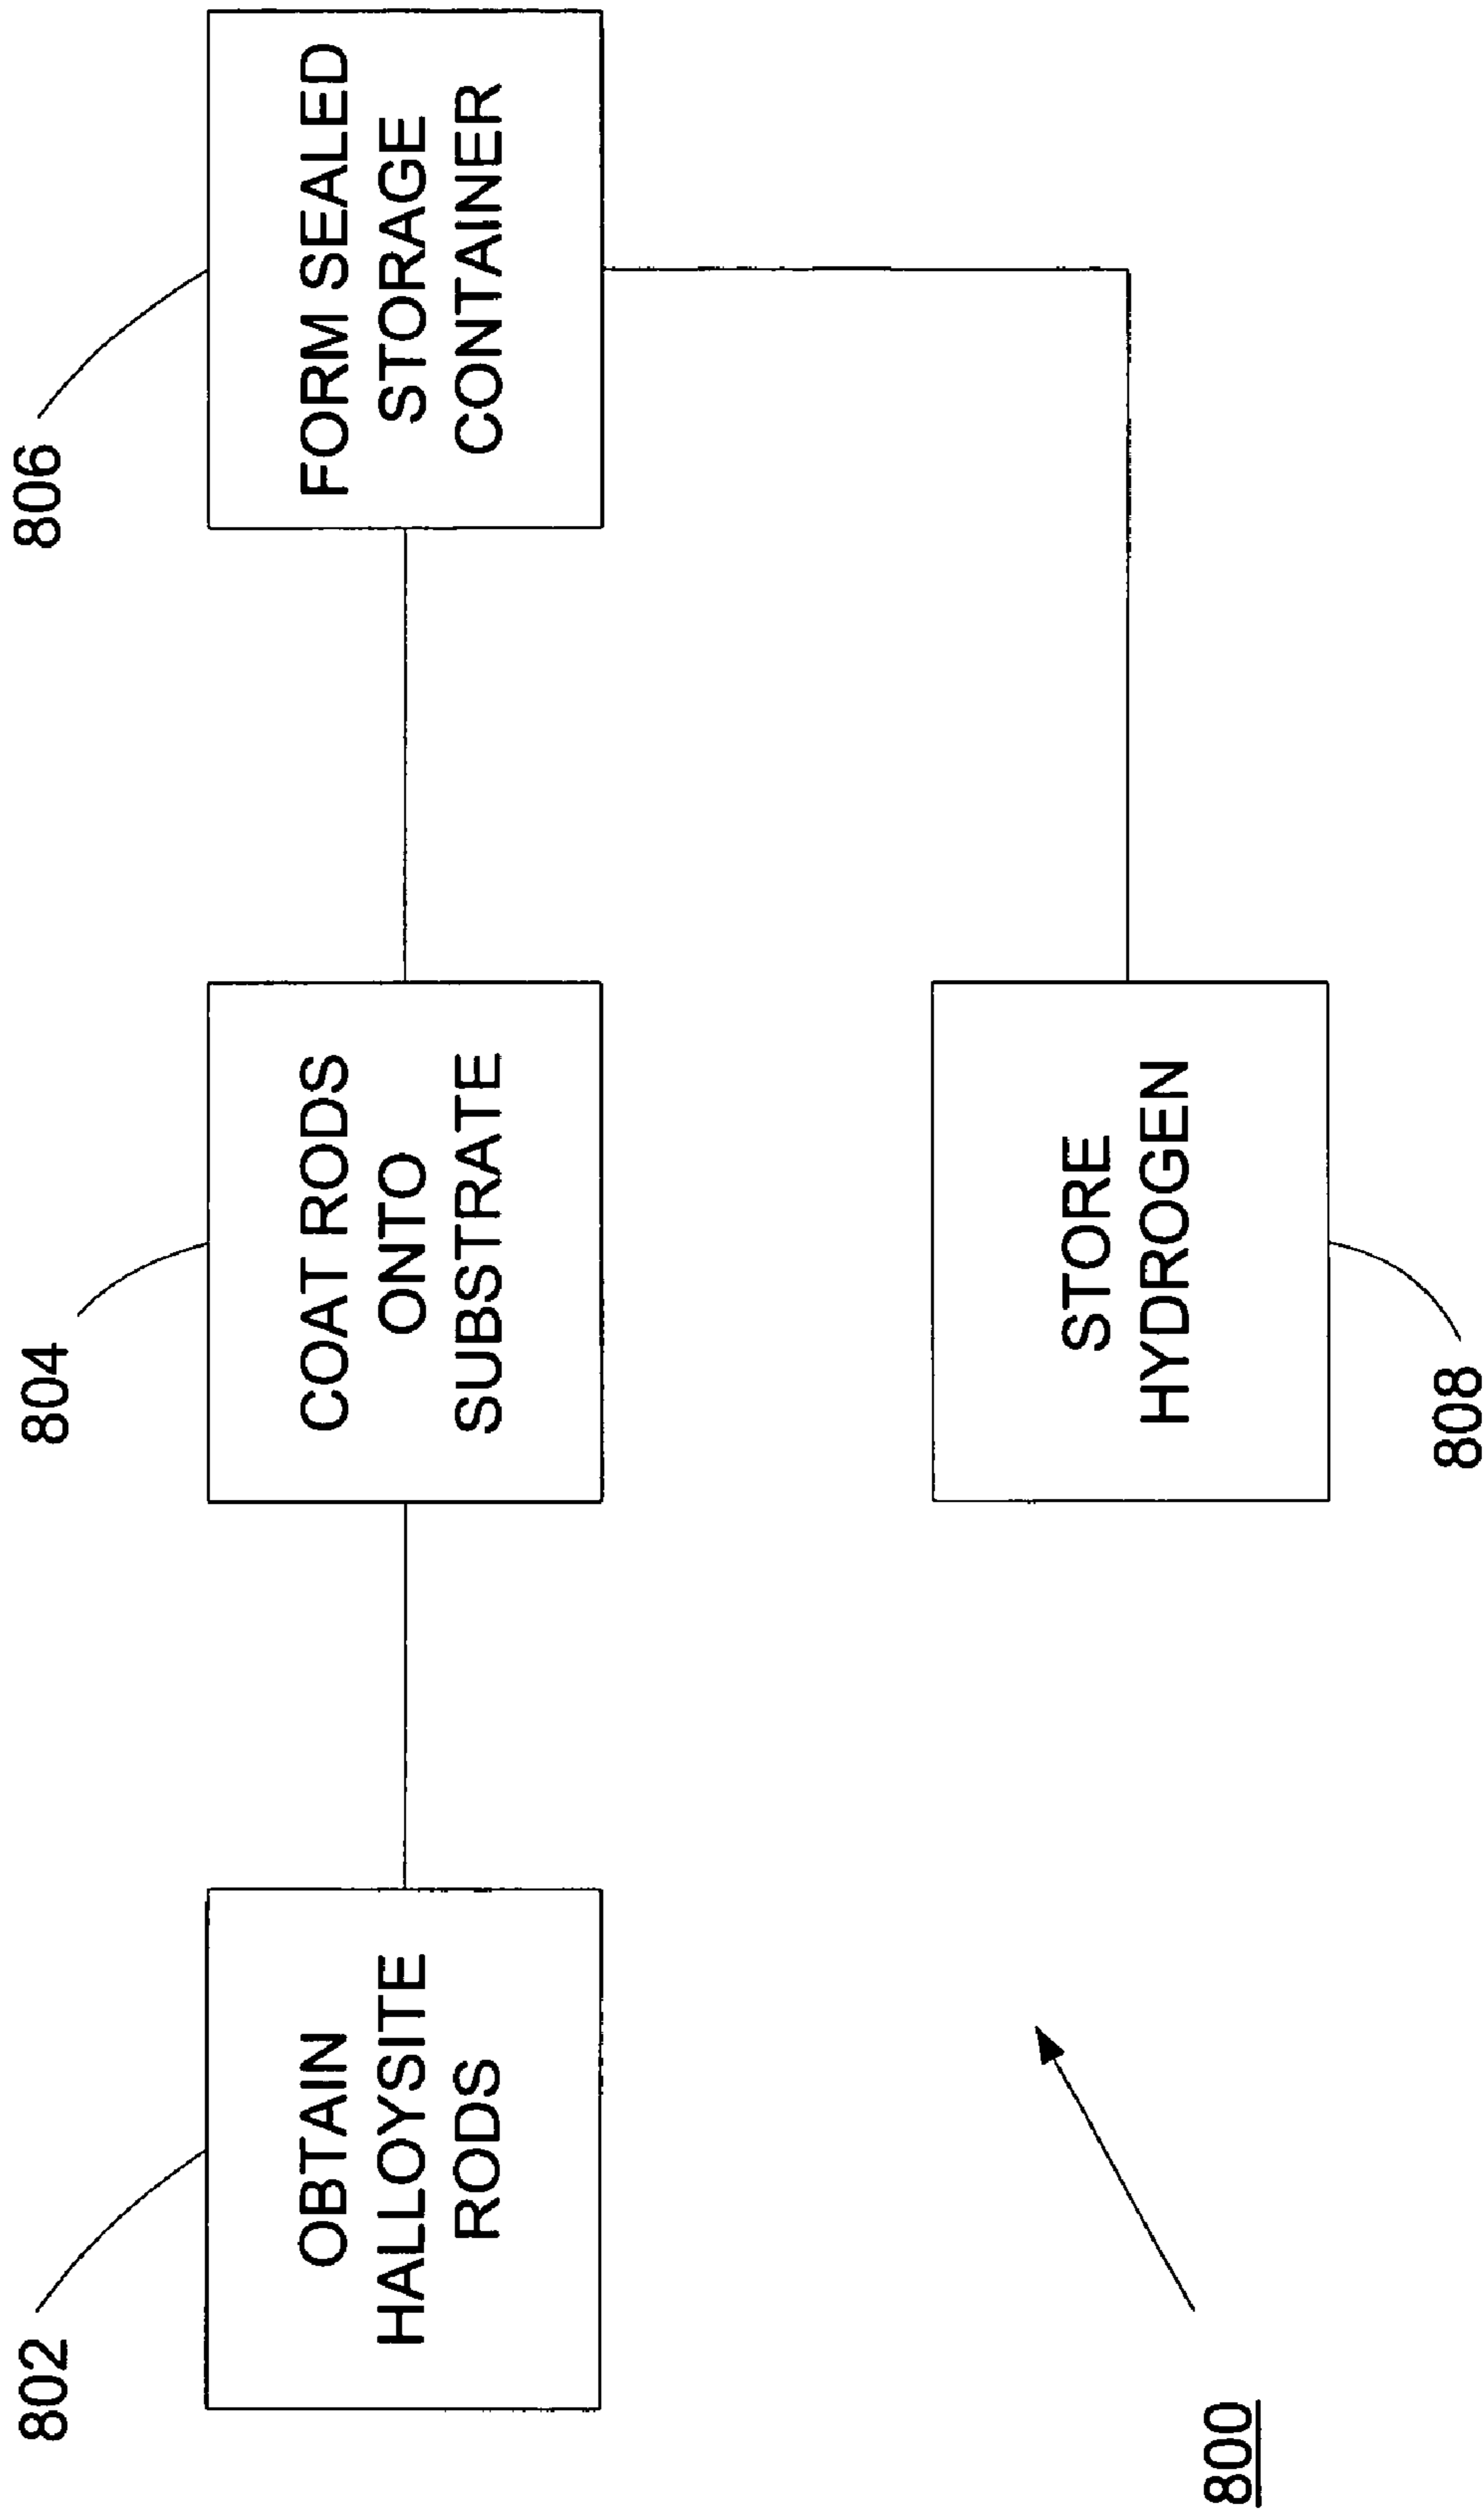 802
OBTAIN
HALLOYSITE
RODS
804
COAT RODS
ONTO
SUBSTRATE
806
FORM SEALED
STORAGE
CONTAINER
STORE
HYDROGEN
808
800